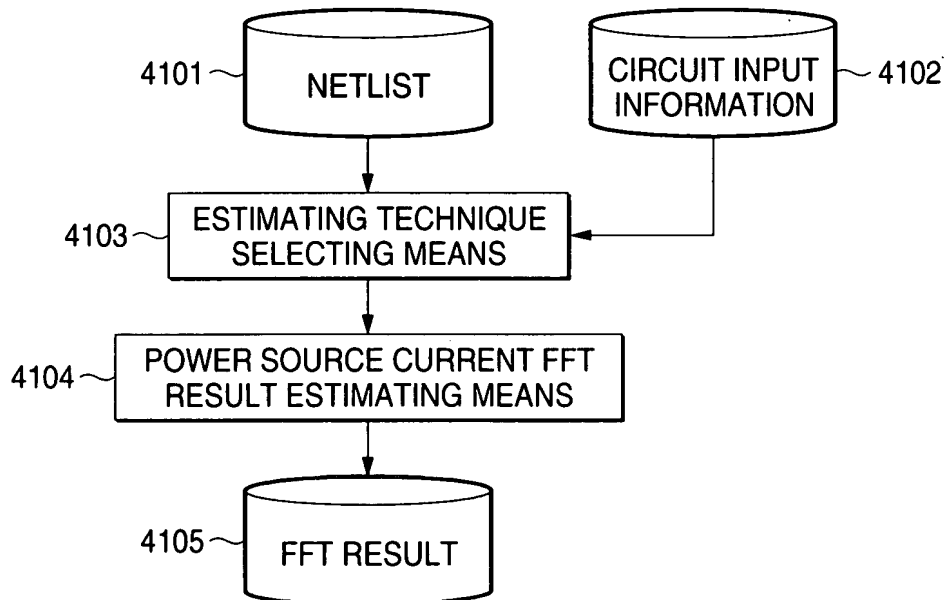 4101
NETLIST
CIRCUIT INPUT
INFORMATION
4102
4103
ESTIMATING TECHNIQUE
SELECTING MEANS
4104
POWER SOURCE CURRENT FFT
RESULT ESTIMATING MEANS
4105
FFT RESULT